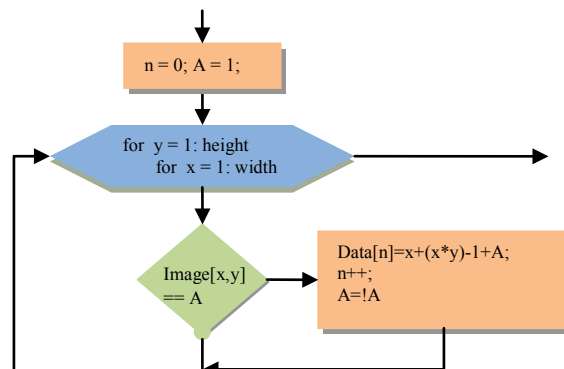 n = 0; A = 1;
for y = 1: height
for x = 1: width
Image[x,y]
== A
Data[n]=x+(x*y)-1+A;
n++;
A=!A